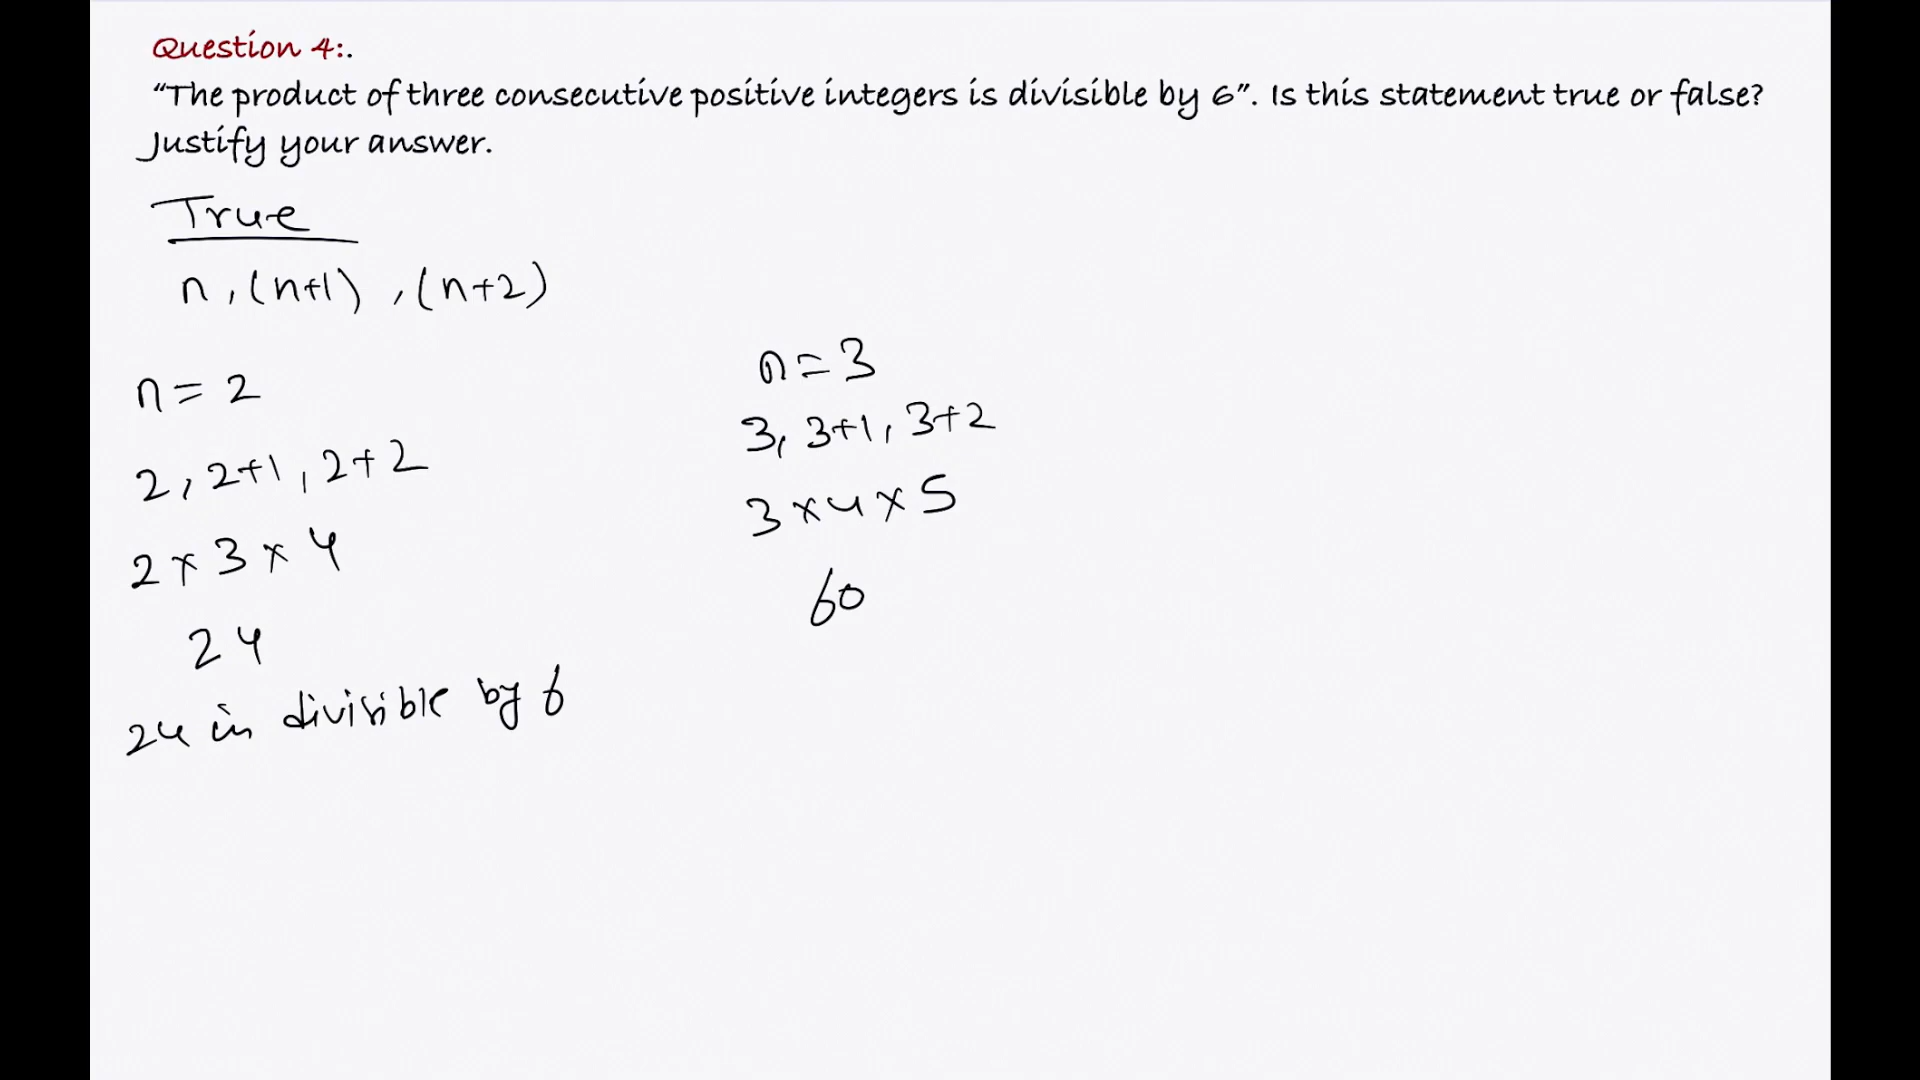 Question 4:.
“The product of three consecutive positive integers is divisible by 6”. Is this statement true or false?
Justify your answer.
True
n, (n+1), (n+2)
n = 2
2, 2+1, 2+2
2 × 3 × 4
24
24 is divisible by 6
n = 3
3, 3+1, 3+2
3 × 4 × 5
60